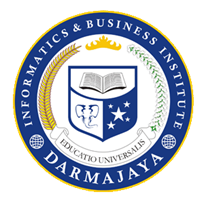 INFORMATICS & BUSINESS INSTITUTE
EDUCATIO UNIVERSALIS
DARMAJAYA